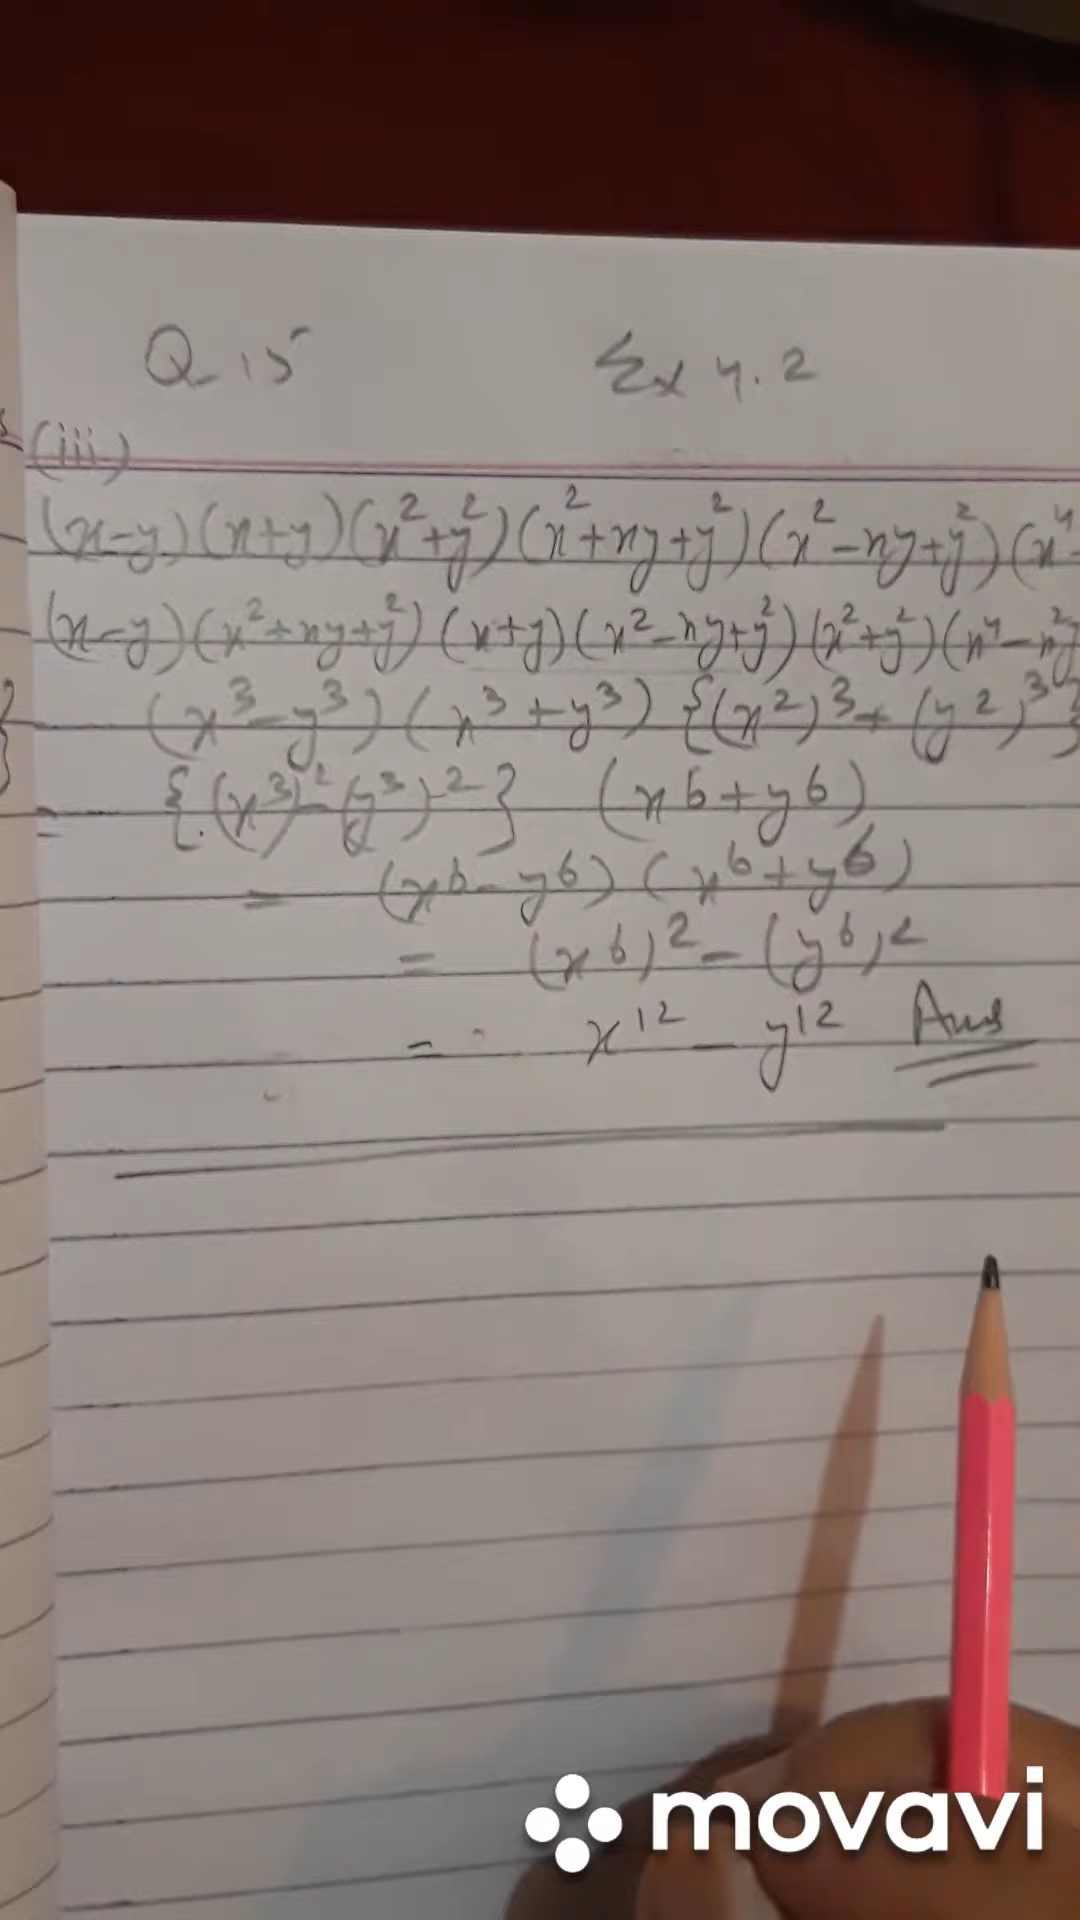 Q 15 Ex 4.2
(iii)
(x-y)(x+y)(x²+y²)(x²+xy+y²)(x²-xy+y²)(x⁴-
(x-y)(x²+xy+y²)(x+y)(x²-xy+y²)(x²+y²)(x⁴-x²y
(x³-y³)(x³+y³){(x²)³+(y²)³}
= {(x³)²-(y³)²} (x⁶+y⁶)
= (x⁶-y⁶)(x⁶+y⁶)
= (x⁶)²-(y⁶)²
= x¹² - y¹² Ans
movavi